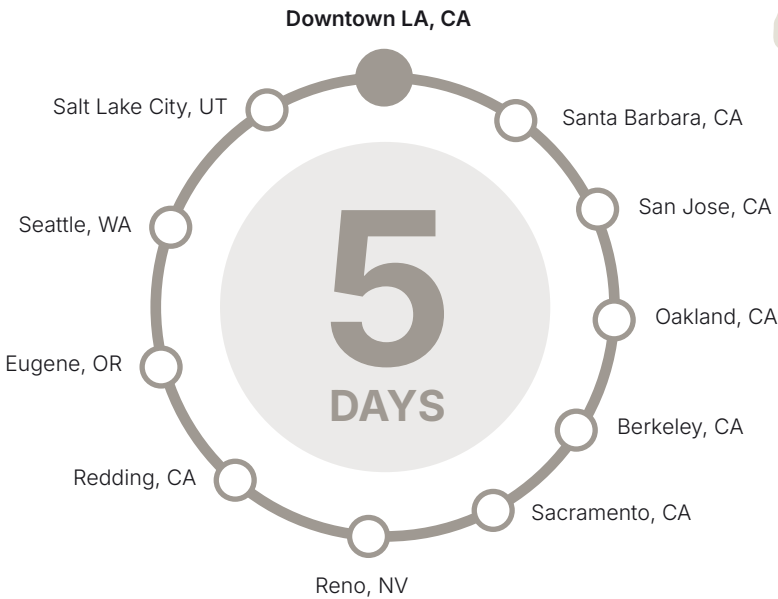 Downtown LA, CA
Salt Lake City, UT
Santa Barbara, CA
Seattle, WA
San Jose, CA
5
DAYS
Oakland, CA
Eugene, OR
Berkeley, CA
Redding, CA
Sacramento, CA
Reno, NV